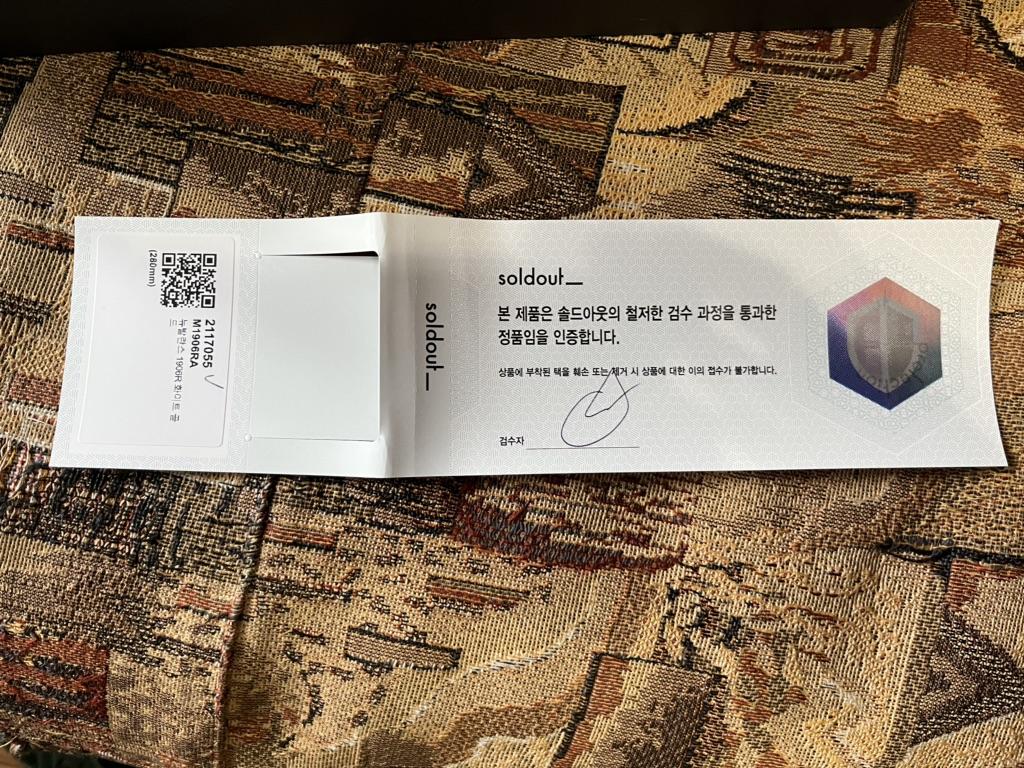 2117055
M1906RA
뉴발란스 1906R 화이트 골
드
(280mm)
soldout_
soldout_
본 제품은 솔드아웃의 철저한 검수 과정을 통과한
정품임을 인증합니다.
상품에 부착된 택을 훼손 또는 제거 시 상품에 대한 이의 접수가 불가합니다.
검수자